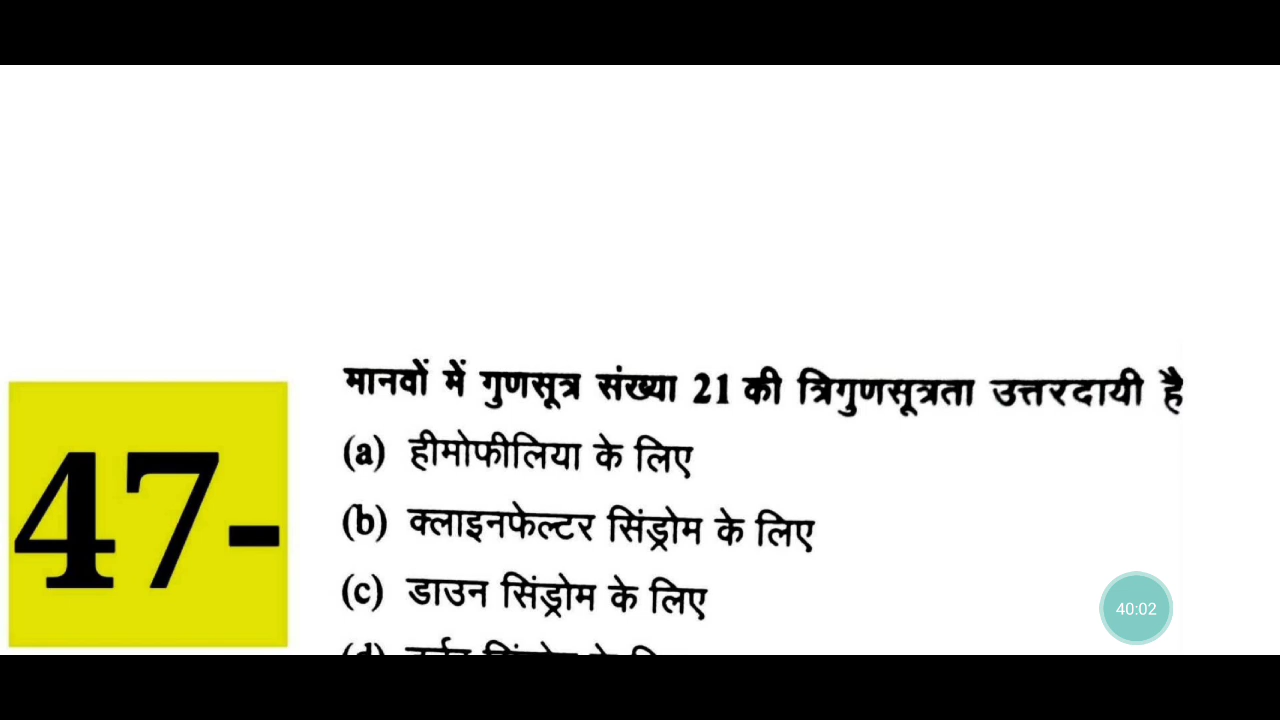 मानवों में गुणसूत्र संख्या 21 की त्रिगुणसूत्रता उत्तरदायी है
47-
(a) हीमोफीलिया के लिए
(b) क्लाइनफेल्टर सिंड्रोम के लिए
(c) डाउन सिंड्रोम के लिए
40:02